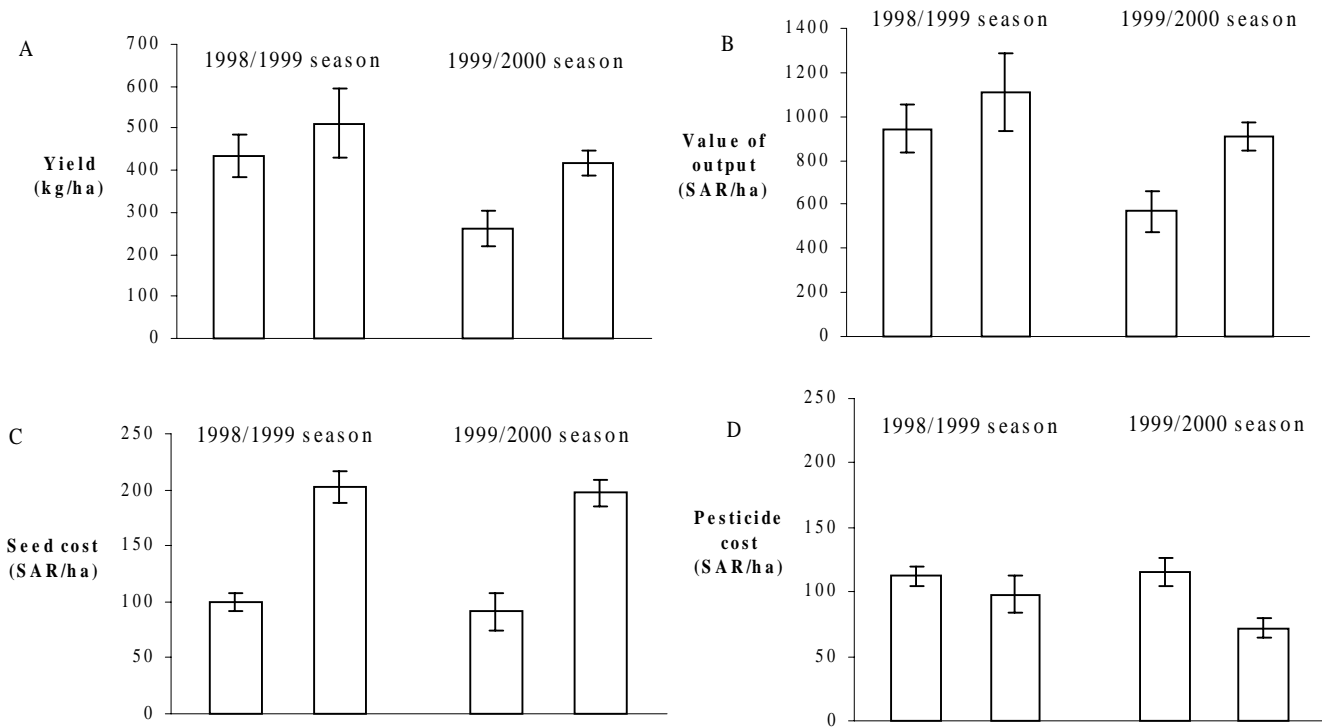 A
1998/1999 season
1999/2000 season
Yield
(kg/ha)
700
600
500
400
300
200
100
0
B
1998/1999 season
1999/2000 season
Value of
output
(SAR/ha)
1400
1200
1000
800
600
400
200
0
C
1998/1999 season
1999/2000 season
Seed cost
(SAR/ha)
250
200
150
100
50
0
D
1998/1999 season
1999/2000 season
Pesticide
cost
(SAR/ha)
250
200
150
100
50
0